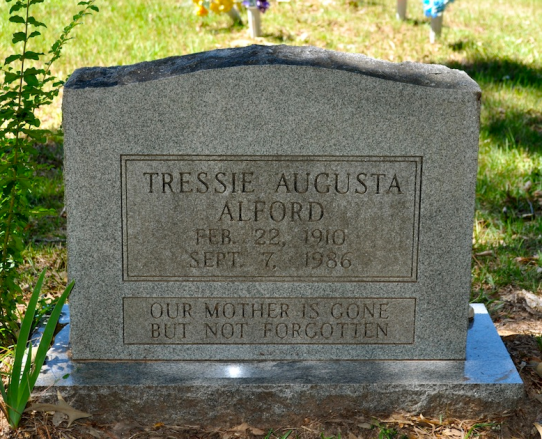 TRESSIE AUGUSTA
ALFORD
FEB. 22, 1910
SEPT. 7, 1986
OUR MOTHER IS GONE
BUT NOT FORGOTTEN